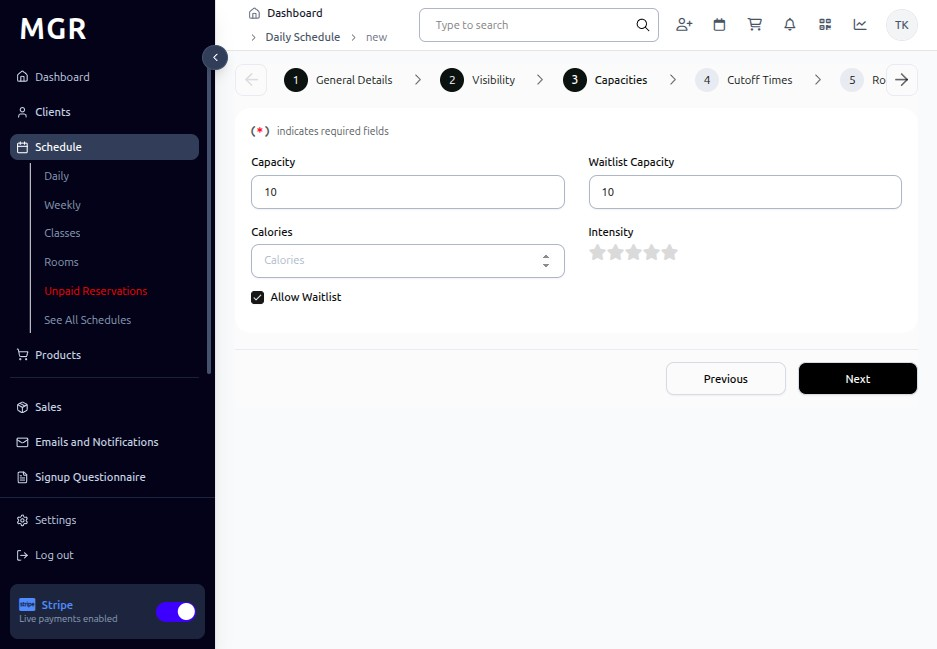 MGR
Dashboard
Clients
Schedule
Daily
Weekly
Classes
Rooms
Unpaid Reservations
See All Schedules
Products
Sales
Emails and Notifications
Signup Questionnaire
Settings
Log out
stripe Stripe
Live payments enabled
Dashboard
Daily Schedule > new
Type to search
TK
1 General Details
2 Visibility
3 Capacities
4 Cutoff Times
5 Ro
(*) indicates required fields
Capacity
10
Waitlist Capacity
10
Calories
Calories
Intensity
Allow Waitlist
Previous
Next